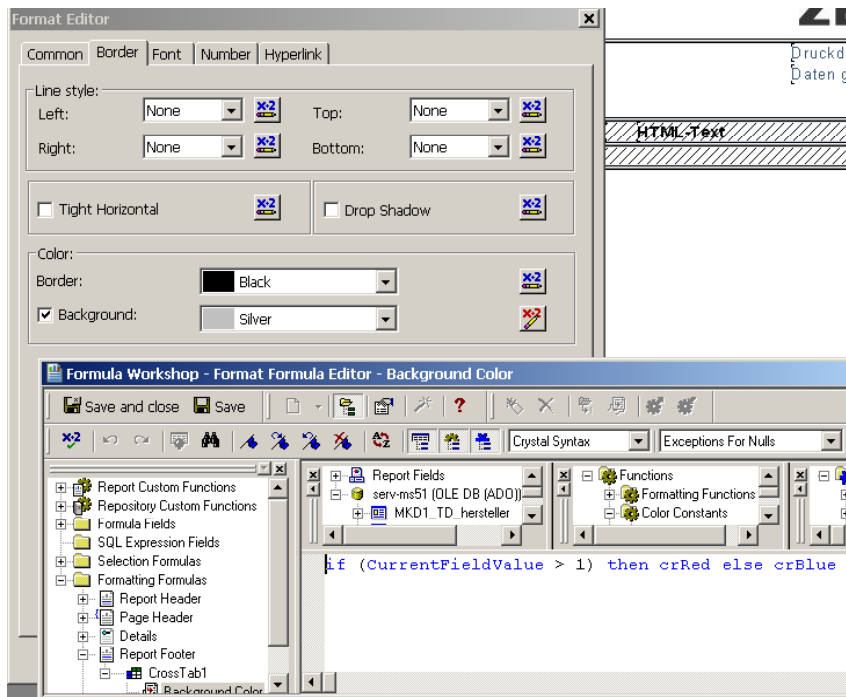 Format Editor
Common Border Font Number Hyperlink
Line style:
Left: None Top: None
Right: None Bottom: None
Tight Horizontal Drop Shadow
Color:
Border: Black
Background: Silver
Druckd
Daten g
HTML-Text
Formula Workshop - Format Formula Editor - Background Color
Save and close Save
Crystal Syntax Exceptions For Nulls
Report Custom Functions
Repository Custom Functions
Formula Fields
SQL Expression Fields
Selection Formulas
Formatting Formulas
Report Header
Page Header
Details
Report Footer
CrossTab1
Background Color
Report Fields
serv-ms51 (OLE DB (ADO))
MKD1_TD_hersteller
Functions
Formatting Functions
Color Constants
if (CurrentFieldValue > 1) then crRed else crBlue